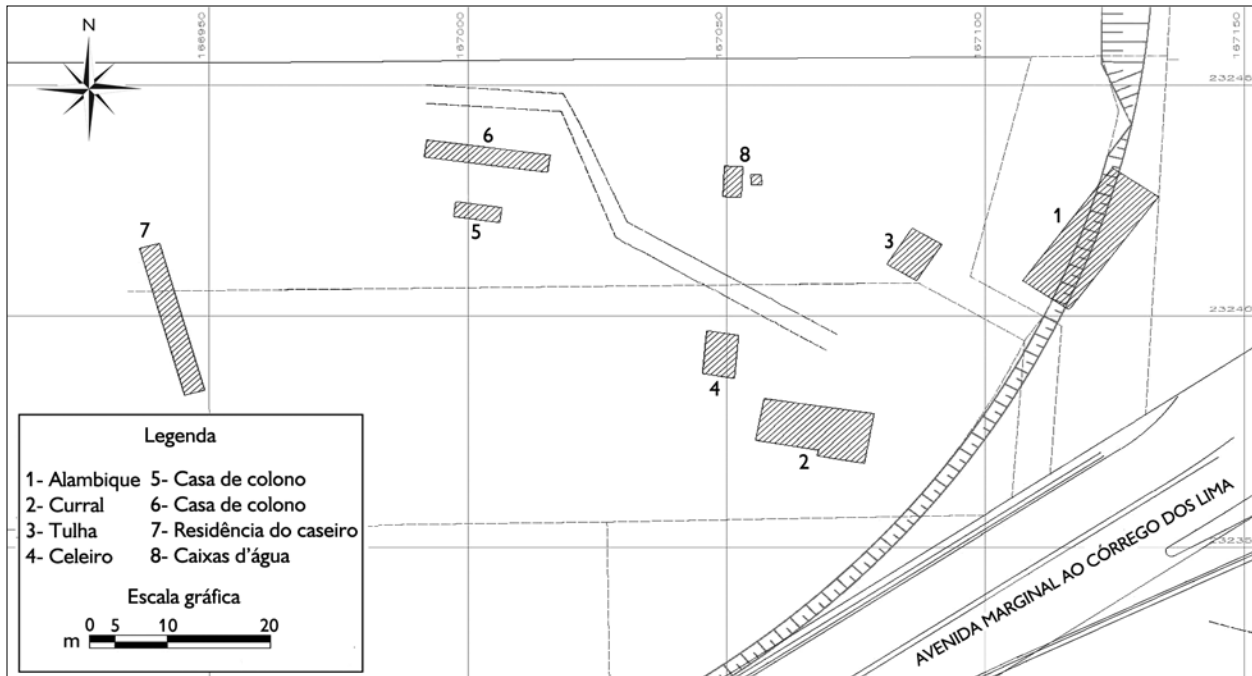 N
166950
167000
167050
167100
167150
23245
6
8
1
5
7
3
23240
4
2
Legenda
1- Alambique 5- Casa de colono
2- Curral 6- Casa de colono
3- Tulha 7- Residência do caseiro
4- Celeiro 8- Caixas d'água
Escala gráfica
0 5 10 20
m
23235
AVENIDA MARGINAL AO CÓRREGO DOS LIMA